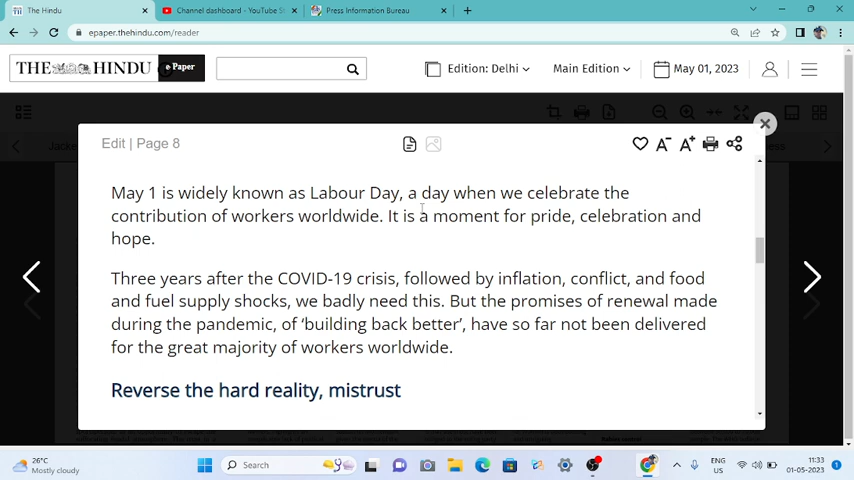 The Hindu
Channel dashboard - YouTube St
Press Information Bureau
epaper.thehindu.com/reader
THE HINDU
e Paper
Edition: Delhi
Main Edition
May 01, 2023
Edit | Page 8
A-
A+
May 1 is widely known as Labour Day, a day when we celebrate the
contribution of workers worldwide. It is a moment for pride, celebration and
hope.
Three years after the COVID-19 crisis, followed by inflation, conflict, and food
and fuel supply shocks, we badly need this. But the promises of renewal made
during the pandemic, of ‘building back better’, have so far not been delivered
for the great majority of workers worldwide.
Reverse the hard reality, mistrust
26°C
Mostly cloudy
Search
ENG
US
11:33
01-05-2023